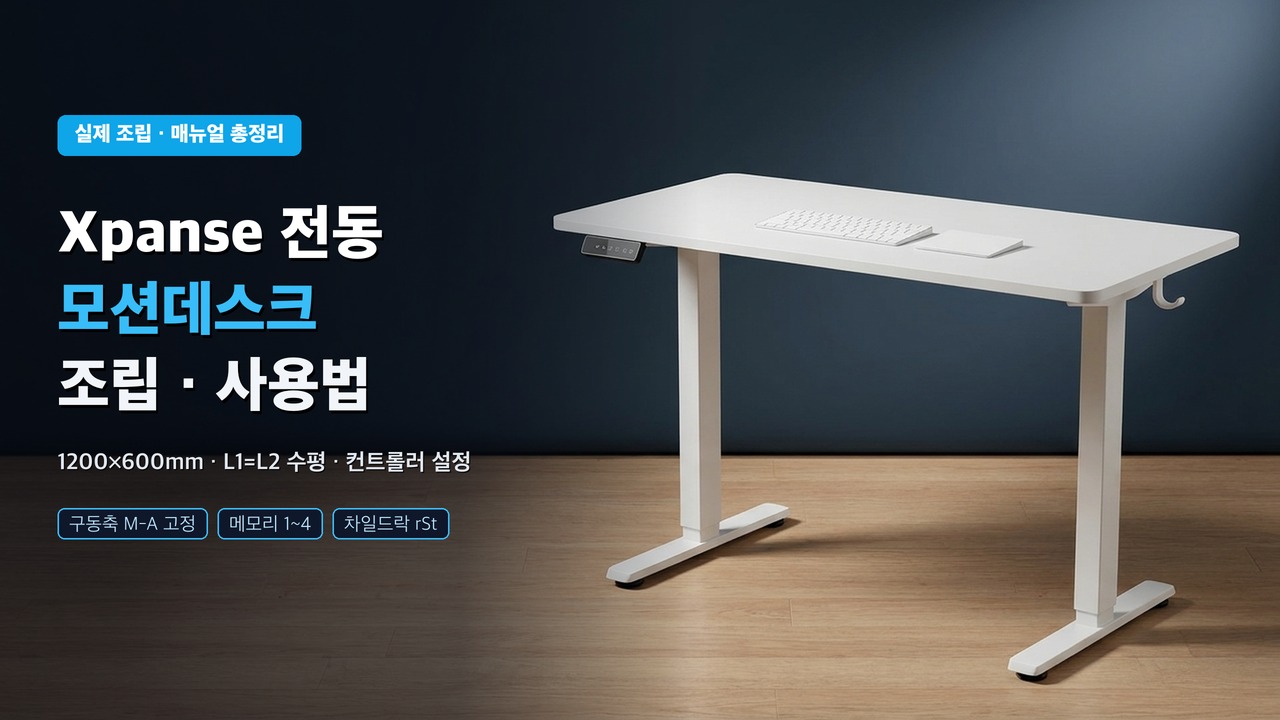 실제 조립 · 매뉴얼 총정리
Xpanse 전동
모션데스크
조립 · 사용법
1200×600mm · L1=L2 수평 · 컨트롤러 설정
구동축 M-A 고정
메모리 1~4
차일드락 rSt